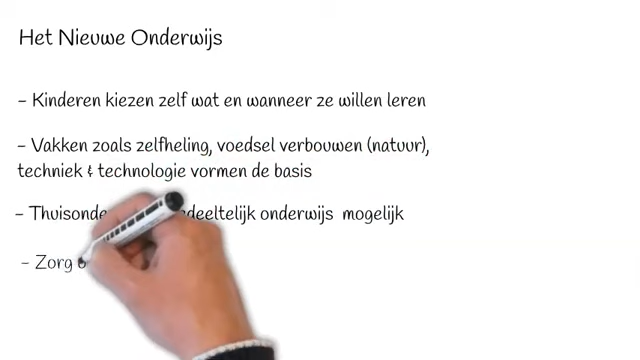 Het Nieuwe Onderwijs
- Kinderen kiezen zelf wat en wanneer ze willen leren
- Vakken zoals zelfheling, voedsel verbouwen (natuur),
techniek & technologie vormen de basis
- deeltelijk onderwijs mogelijk
- Zorg